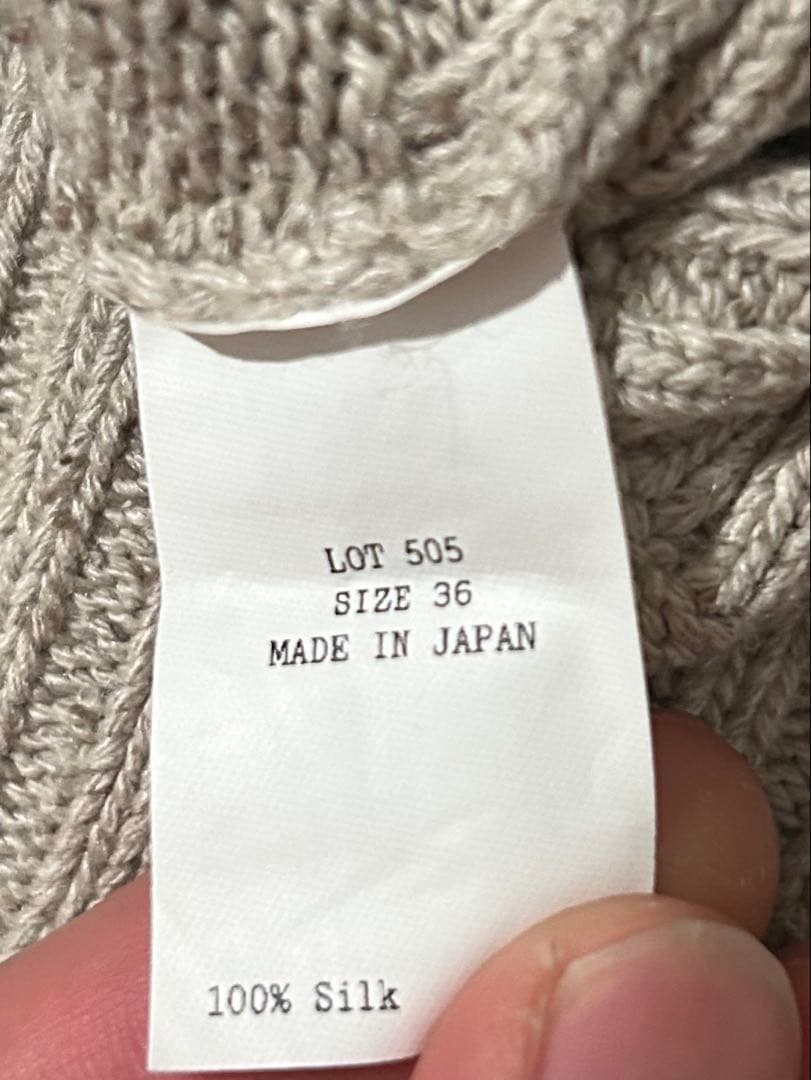 LOT 505
SIZE 36
MADE IN JAPAN
100% Silk